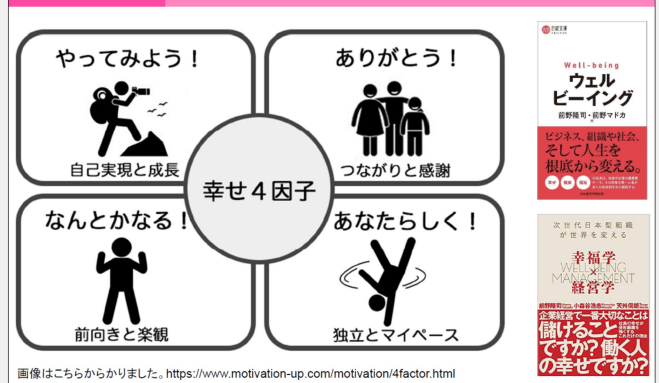 やってみよう！
自己実現と成長
ありがとう！
つながりと感謝
幸せ４因子
なんとかなる！
前向きと楽観
あなたらしく！
独立とマイペース
画像はこちらからかりました。https://www.motivation-up.com/motivation/4factor.html
Well-being
ウェル
ビーイング
前野隆司・前野マドカ
ビジネス、組織や社会、
そして人生を
根底から変える。
次世代日本型組織
が世界を変える
幸福学
×
経営学
WELL-BEING
MANAGEMENT
企業経営で一番大切なことは
儲けること
ですか？働く人
の幸せですか？